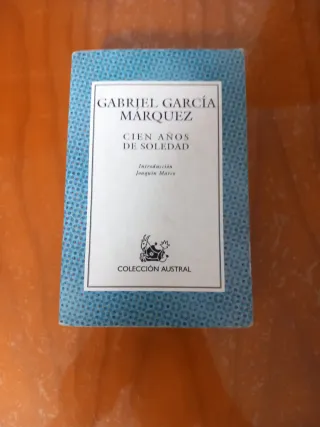 GABRIEL GARCÍA
MÁRQUEZ
CIEN AÑOS
DE SOLEDAD
Introducción
Joaquín Marco
COLECCIÓN AUSTRAL